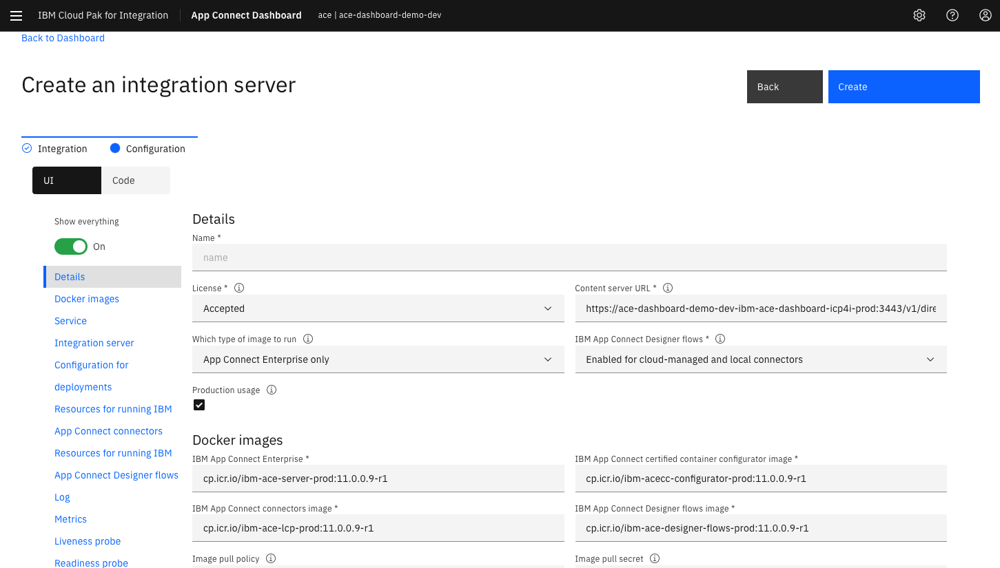 IBM Cloud Pak for Integration App Connect Dashboard ace | ace-dashboard-demo-dev
Back to Dashboard
Create an integration server
Back
Create
Integration
Configuration
UI
Code
Show everything
On
Details
Docker images
Service
Integration server
Configuration for
deployments
Resources for running IBM
App Connect connectors
Resources for running IBM
App Connect Designer flows
Log
Metrics
Liveness probe
Readiness probe
Details
Name *
name
License *
Accepted
Content server URL *
https://ace-dashboard-demo-dev-ibm-ace-dashboard-icp4i-prod:3443/v1/dire
Which type of image to run
App Connect Enterprise only
IBM App Connect Designer flows *
Enabled for cloud-managed and local connectors
Production usage
Docker images
IBM App Connect Enterprise *
cp.icr.io/ibm-ace-server-prod:11.0.0.9-r1
IBM App Connect certified container configurator image *
cp.icr.io/ibm-acecc-configurator-prod:11.0.0.9-r1
IBM App Connect connectors image *
cp.icr.io/ibm-ace-lcp-prod:11.0.0.9-r1
IBM App Connect Designer flows image *
cp.icr.io/ibm-ace-designer-flows-prod:11.0.0.9-r1
Image pull policy
Image pull secret